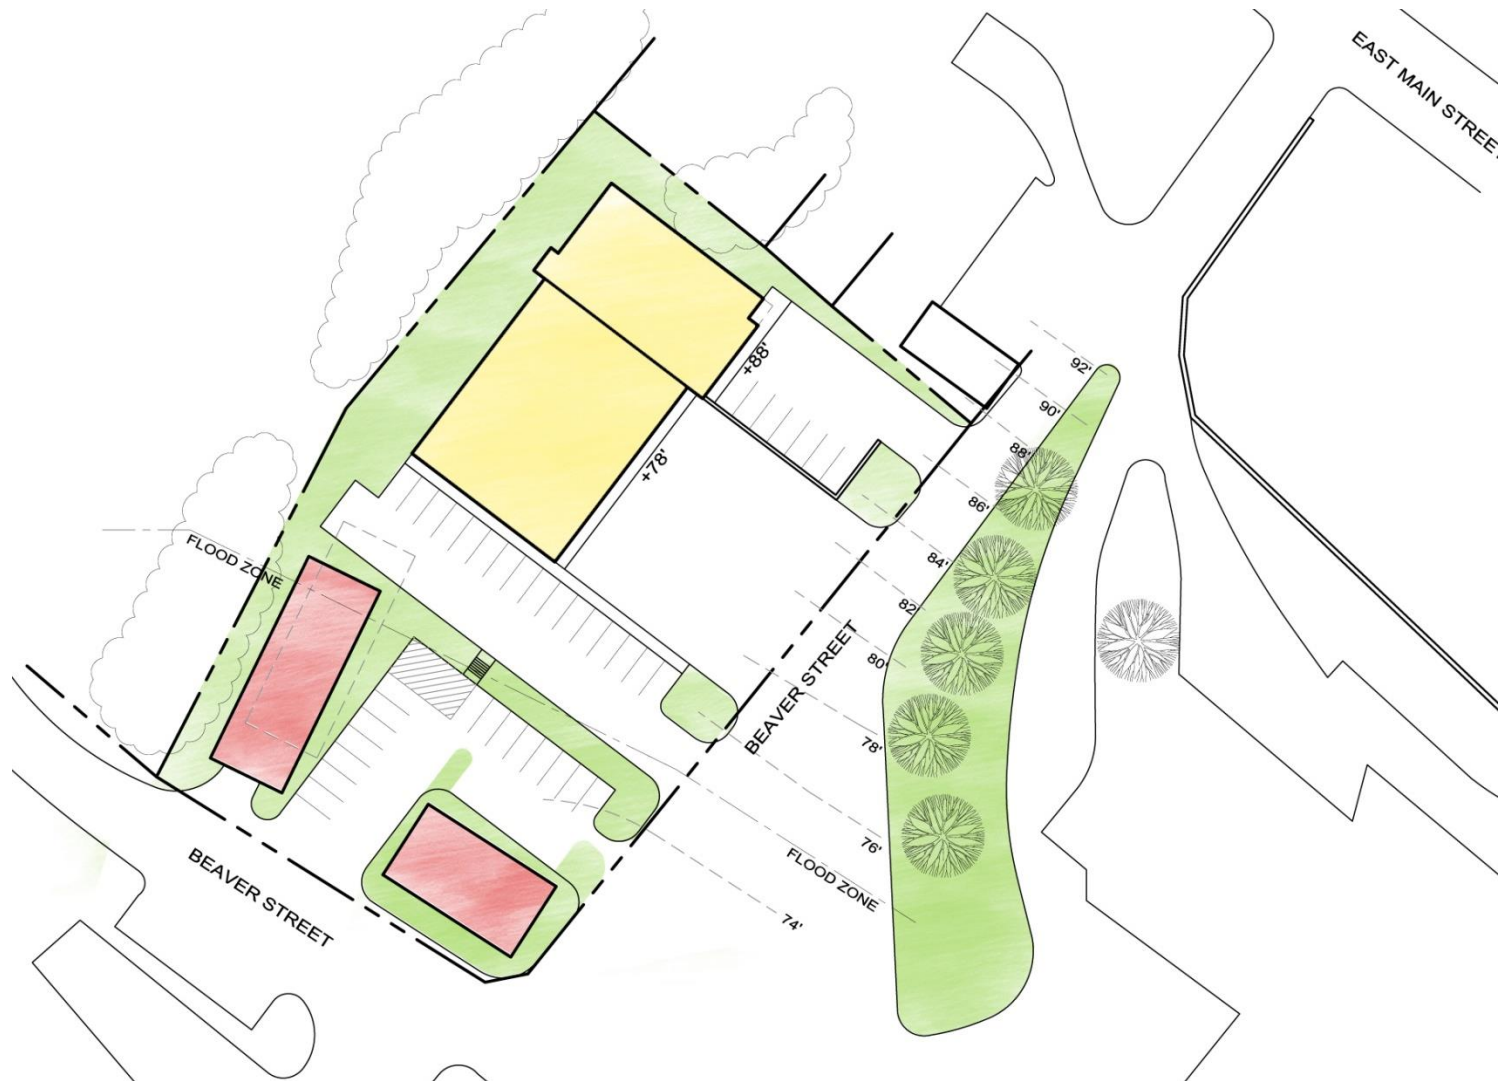 EAST MAIN STREET
92'
90'
88'
+88'
86'
+78'
84'
FLOOD ZONE
82'
80'
BEAVER STREET
78'
76'
FLOOD ZONE
BEAVER STREET
74'